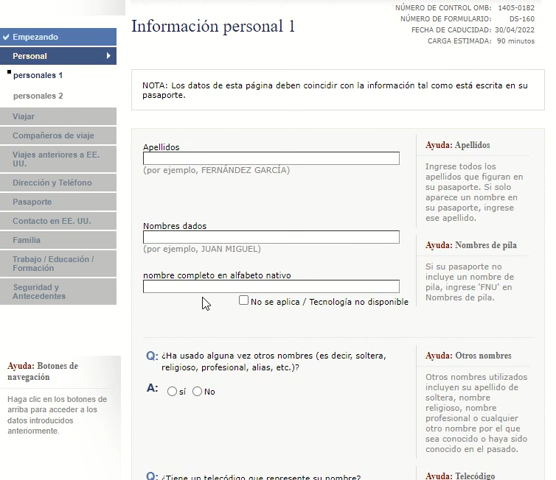 Información personal 1
NÚMERO DE CONTROL OMB: 1405-0182
NÚMERO DE FORMULARIO: DS-160
FECHA DE CADUCIDAD: 30/04/2022
CARGA ESTIMADA: 90 minutos
Empezando
Personal
personales 1
personales 2
Viajar
Compañeros de viaje
Viajes anteriores a EE.
UU.
Dirección y Teléfono
Pasaporte
Contacto en EE. UU.
Familia
Trabajo / Educación /
Formación
Seguridad y
Antecedentes
Ayuda: Botones de
navegación
Haga clic en los botones de
arriba para acceder a los
datos introducidos
anteriormente.
NOTA: Los datos de esta página deben coincidir con la información tal como está escrita en su
pasaporte.
Apellidos
(por ejemplo, FERNÁNDEZ GARCÍA)
Nombres dados
(por ejemplo, JUAN MIGUEL)
nombre completo en alfabeto nativo
No se aplica / Tecnología no disponible
Q: ¿Ha usado alguna vez otros nombres (es decir, soltera,
religioso, profesional, alias, etc.)?
A: sí No
Q: ¿Tiene un telecódigo que represente su nombre?
Ayuda: Apellidos
Ingrese todos los
apellidos que figuran en
su pasaporte. Si solo
aparece un nombre en
su pasaporte, ingrese
ese apellido.
Ayuda: Nombres de pila
Si su pasaporte no
incluye un nombre de
pila, ingrese 'FNU' en
Nombres de pila.
Ayuda: Otros nombres
Otros nombres utilizados
incluyen su apellido de
soltera, nombre
religioso, nombre
profesional o cualquier
otro nombre por el que
sea conocido o haya sido
conocido en el pasado.
Ayuda: Telecódigo